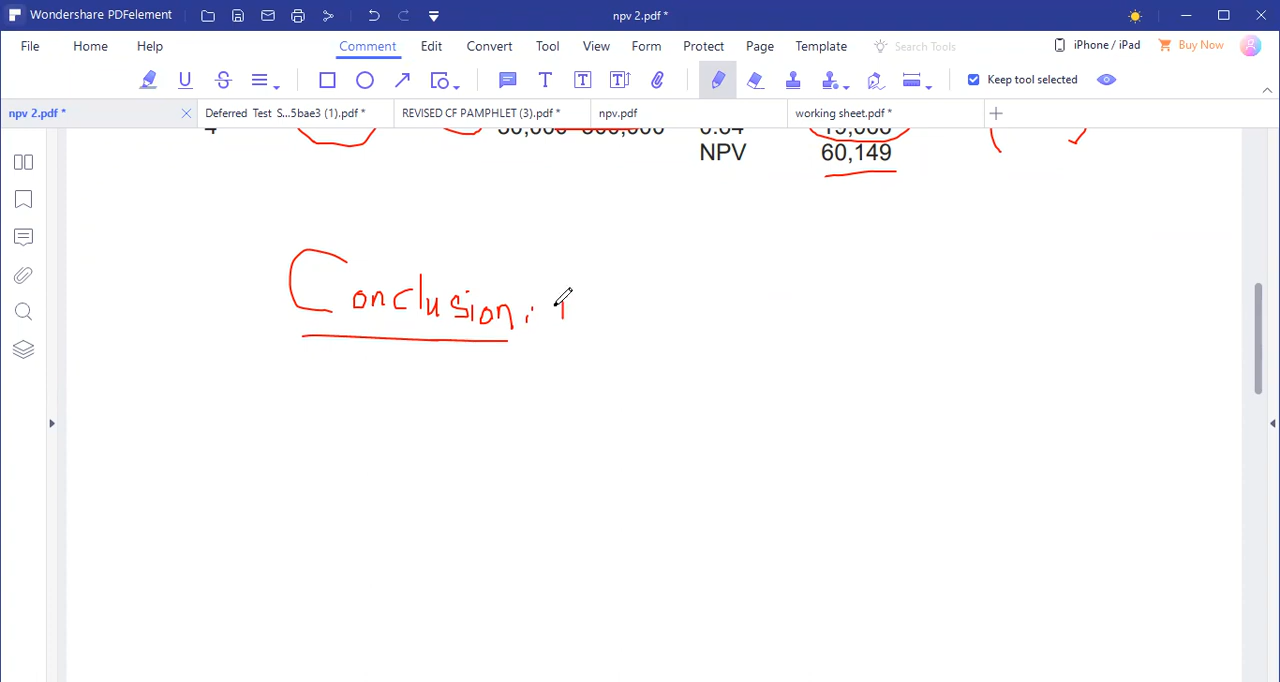 Wondershare PDFelement
npv 2.pdf *
File Home Help Comment Edit Convert Tool View Form Protect Page Template Search Tools iPhone / iPad Buy Now
Keep tool selected
npv 2.pdf * Deferred Test S...5bae3 (1).pdf * REVISED CF PAMPHLET (3).pdf * npv.pdf working sheet.pdf *
NPV 60,149
Conclusion: